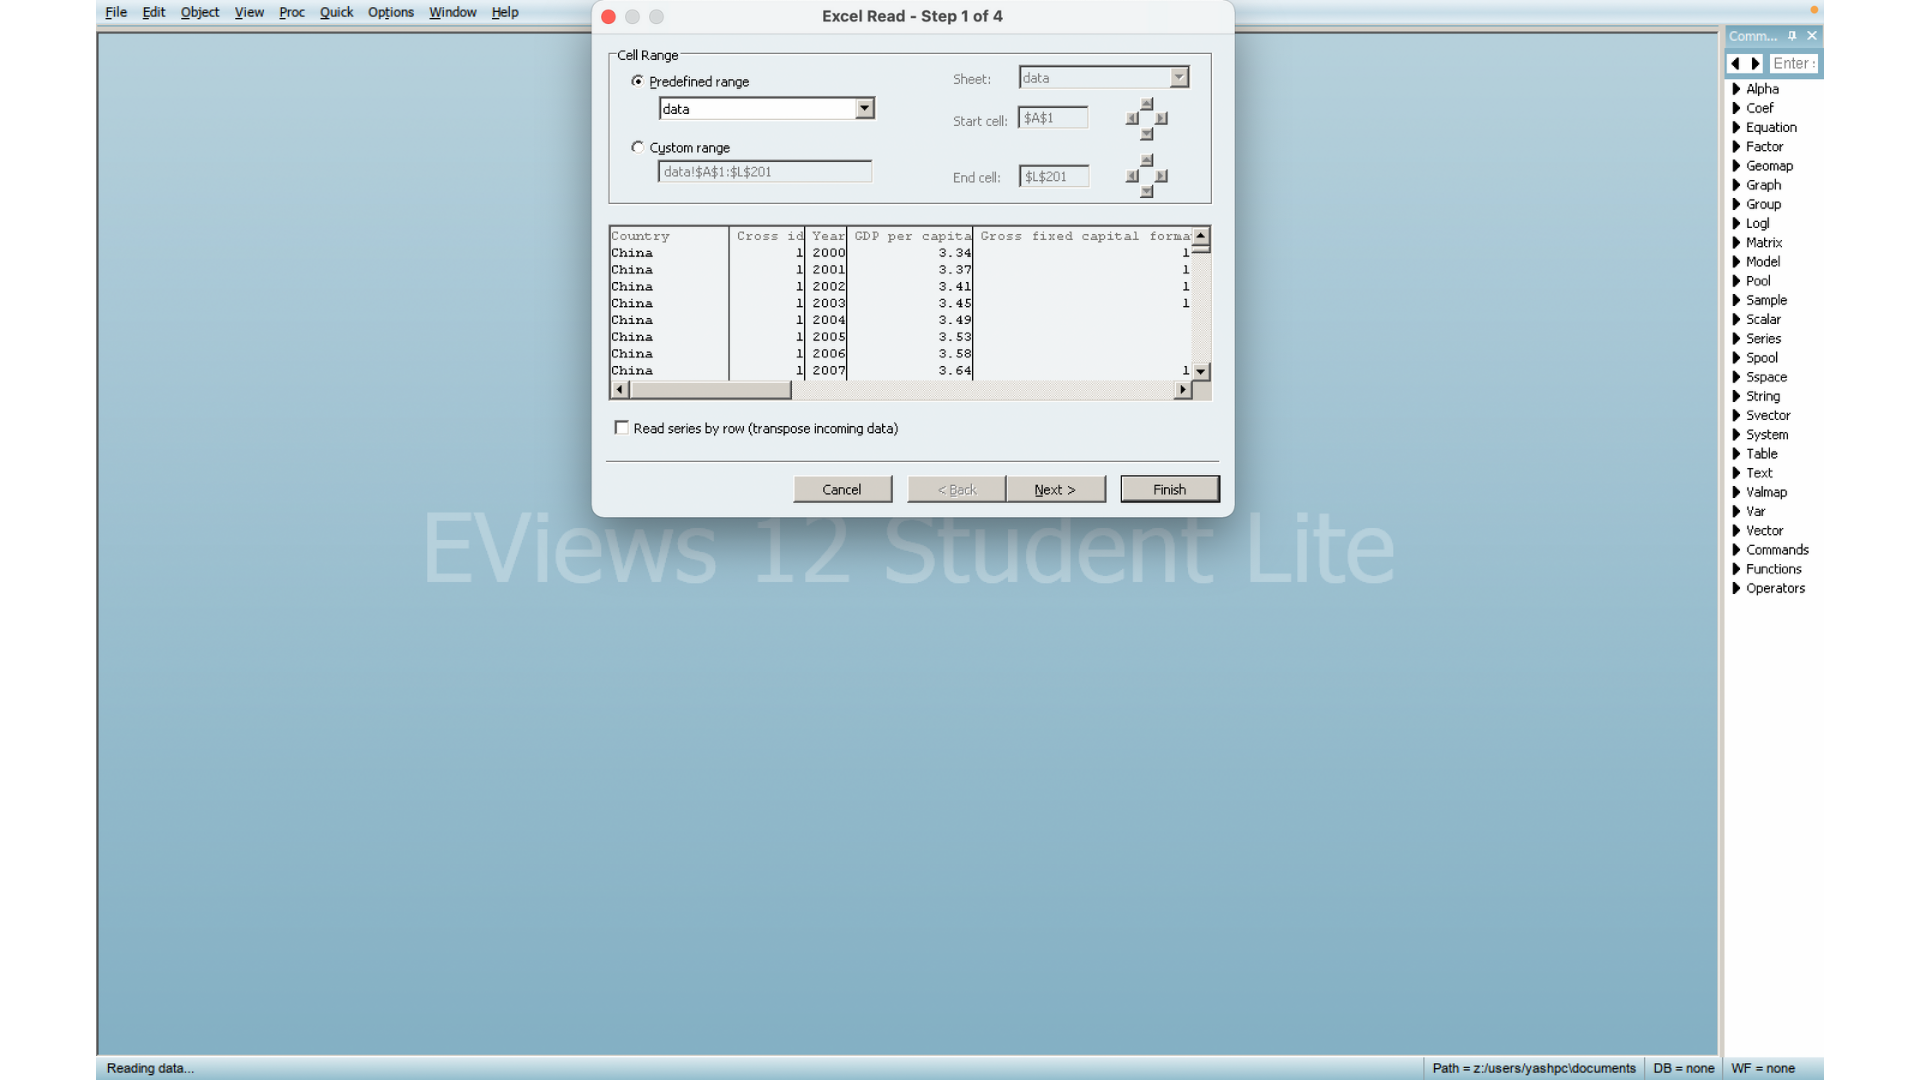 File Edit Object View Proc Quick Options Window Help
Excel Read - Step 1 of 4
Comm...
Enter :
Cell Range
Predefined range
data
Custom range
data!$A$1:$L$201
Sheet: data
Start cell: $A$1
End cell: $L$201
Country Cross id Year GDP per capita Gross fixed capital forma
China 1 2000 3.34 1
China 1 2001 3.37 1
China 1 2002 3.41 1
China 1 2003 3.45 1
China 1 2004 3.49
China 1 2005 3.53
China 1 2006 3.58
China 1 2007 3.64 1
Read series by row (transpose incoming data)
Cancel < Back Next > Finish
EViews 12 Student Lite
Alpha
Coef
Equation
Factor
Geomap
Graph
Group
Logl
Matrix
Model
Pool
Sample
Scalar
Series
Spool
Sspace
String
Svector
System
Table
Text
Valmap
Var
Vector
Commands
Functions
Operators
Reading data... Path = z:/users/yashpc\documents DB = none WF = none